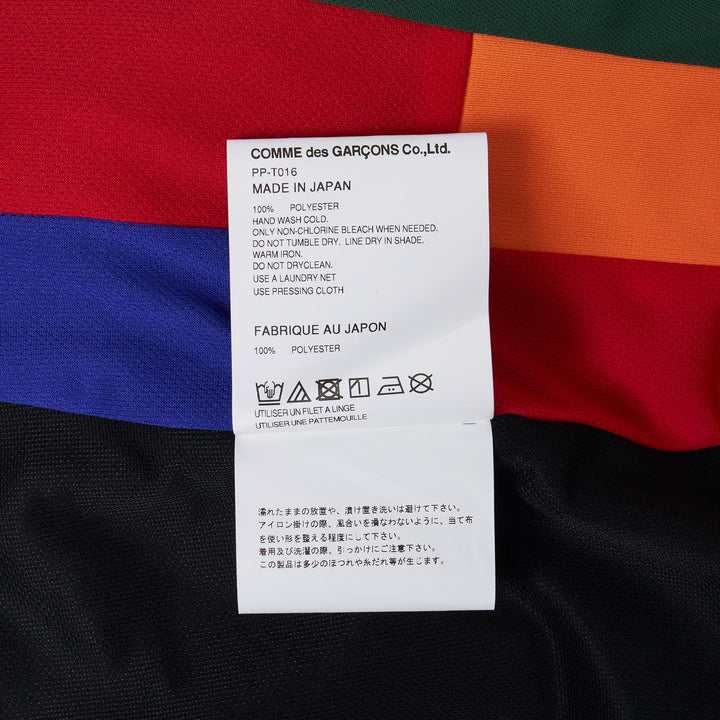 COMME des GARÇONS Co.,Ltd.
PP-T016
MADE IN JAPAN
100% POLYESTER
HAND WASH COLD.
ONLY NON-CHLORINE BLEACH WHEN NEEDED.
DO NOT TUMBLE DRY. LINE DRY IN SHADE.
WARM IRON.
DO NOT DRYCLEAN.
USE A LAUNDRY NET
USE PRESSING CLOTH
FABRIQUE AU JAPON
100% POLYESTER
UTILISER UN FILET A LINGE
UTILISER UNE PATTEMOUILLE
濡れたままの放置や、漬け置き洗いは避けて下さい。
アイロン掛けの際、風合いを損なわないように、当て布
を使い形を整える程度にして下さい。
着用及び洗濯の際、引っかけにご注意下さい。
この製品は多少のほつれや糸だれ等が生じます。